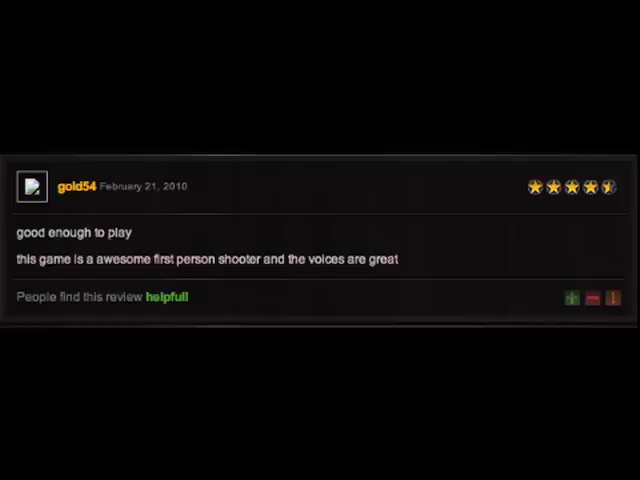 gold54 February 21, 2010
good enough to play
this game is a awesome first person shooter and the voices are great
People find this review helpful!